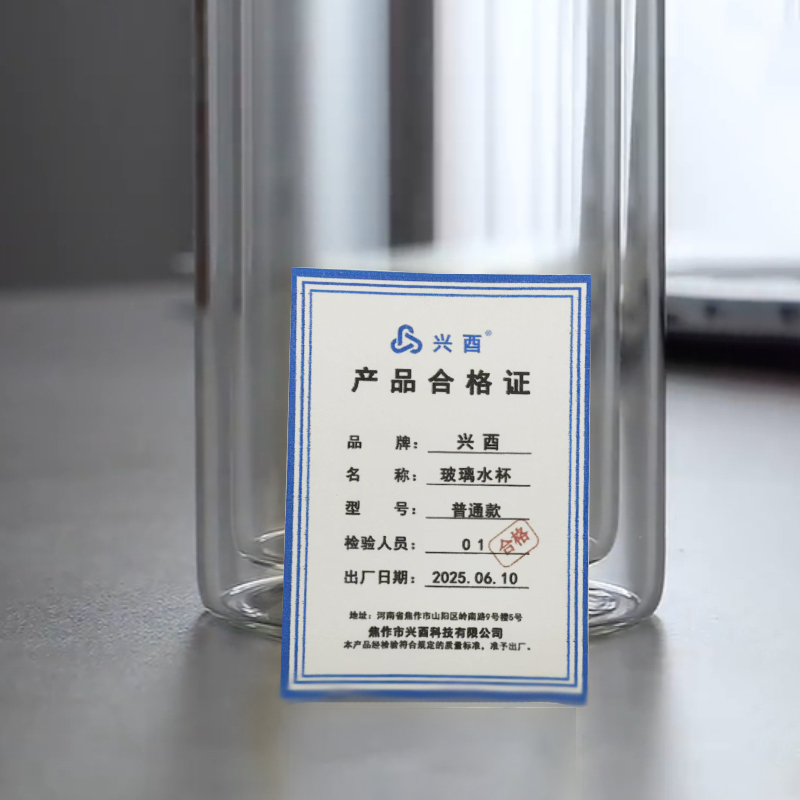 兴酉®
产品合格证
品 牌： 兴酉
名 称： 玻璃水杯
型 号： 普通款
检验人员： 01 合格
出厂日期： 2025.06.10
地址：河南省焦作市山阳区岭南路9号楼5号
焦作市兴酉科技有限公司
本产品经检验符合规定的质量标准，准予出厂。